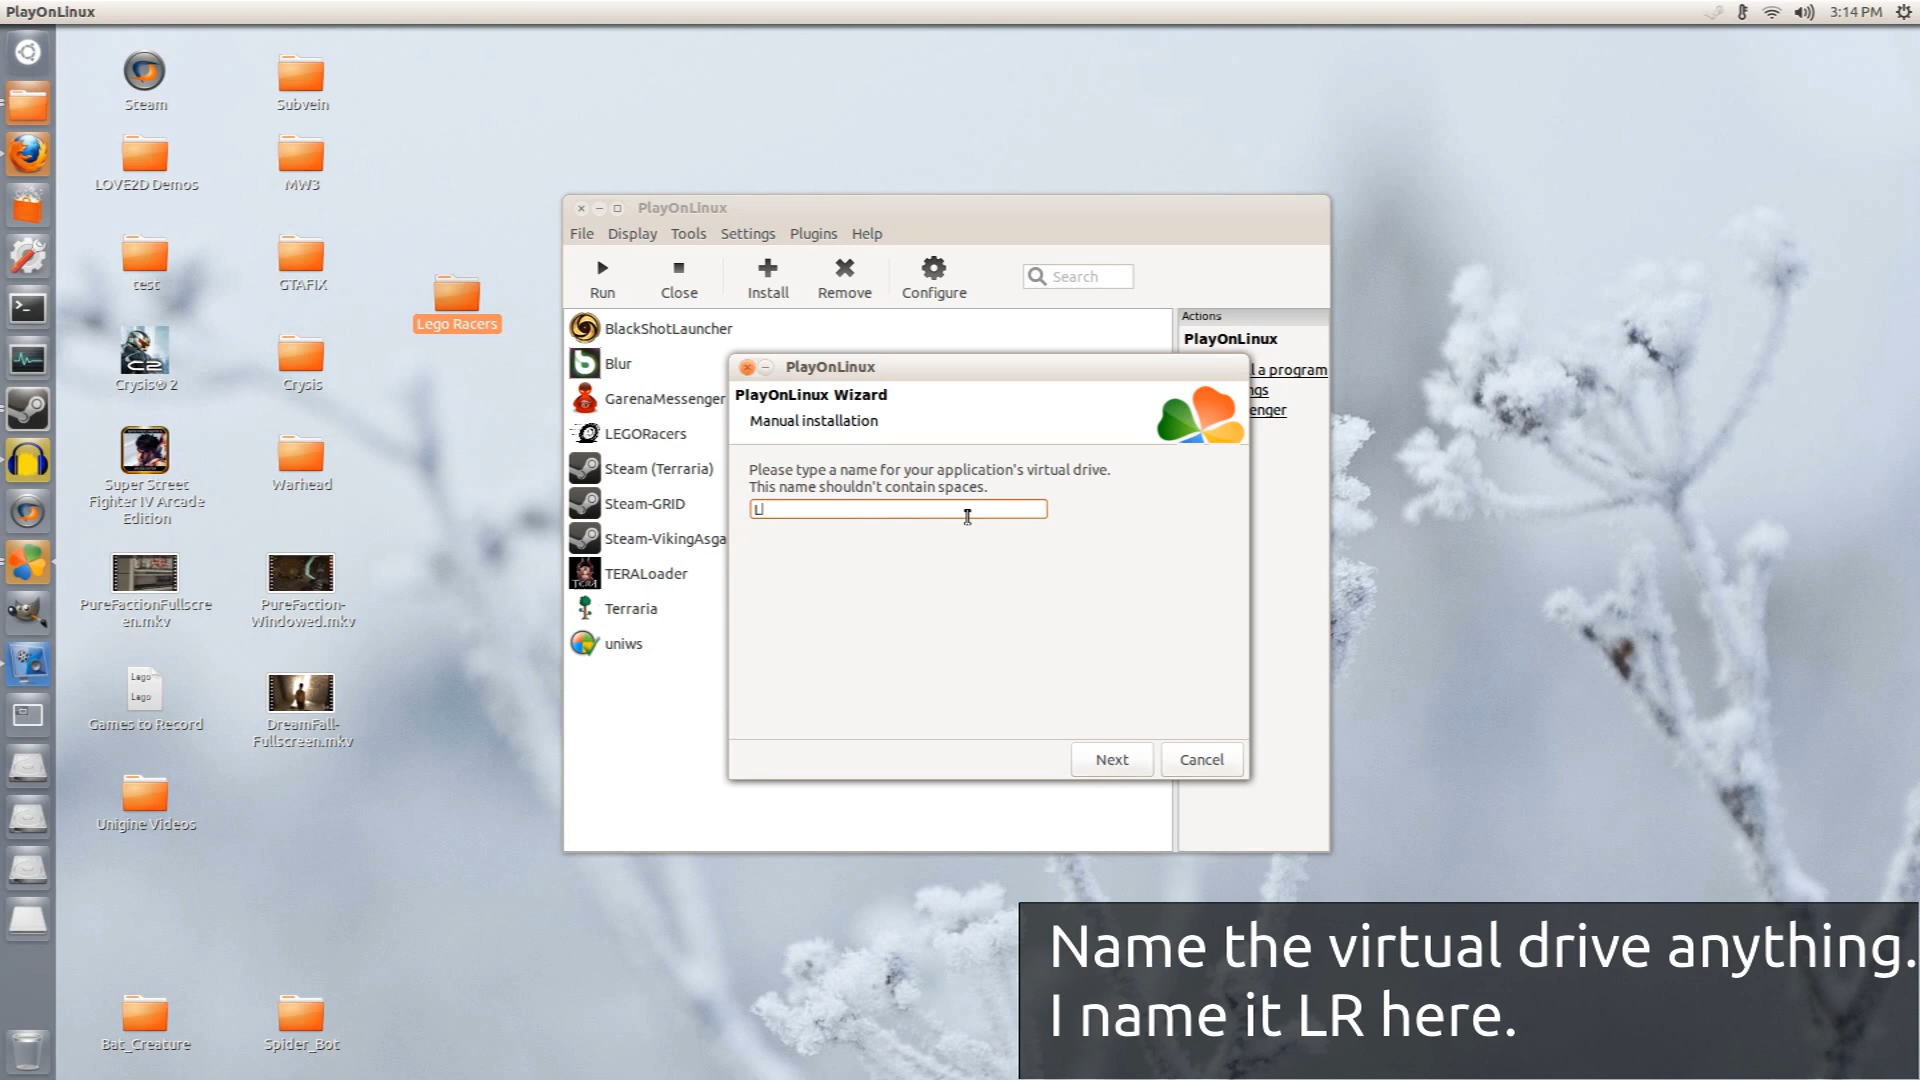 PlayOnLinux
3:14 PM
Steam
Subvein
LOVE2D Demos
MW3
test
GTAFIX
Lego Racers
Crysis® 2
Crysis
Super Street
Fighter IV Arcade
Edition
Warhead
PureFactionFullscre
en.mkv
PureFaction-
Windowed.mkv
Lego
Lego
Games to Record
DreamFall-
Fullscreen.mkv
Unigine Videos
Bat_Creature
Spider_Bot
PlayOnLinux
File Display Tools Settings Plugins Help
Run Close Install Remove Configure Search
BlackShotLauncher
Blur
GarenaMessenger
LEGORacers
Steam (Terraria)
Steam-GRID
Steam-VikingAsga
TERALoader
Terraria
uniws
Actions
PlayOnLinux
l a program
ngs
enger
PlayOnLinux
PlayOnLinux Wizard
Manual installation
Please type a name for your application's virtual drive.
This name shouldn't contain spaces.
L
Next Cancel
Name the virtual drive anything.
I name it LR here.